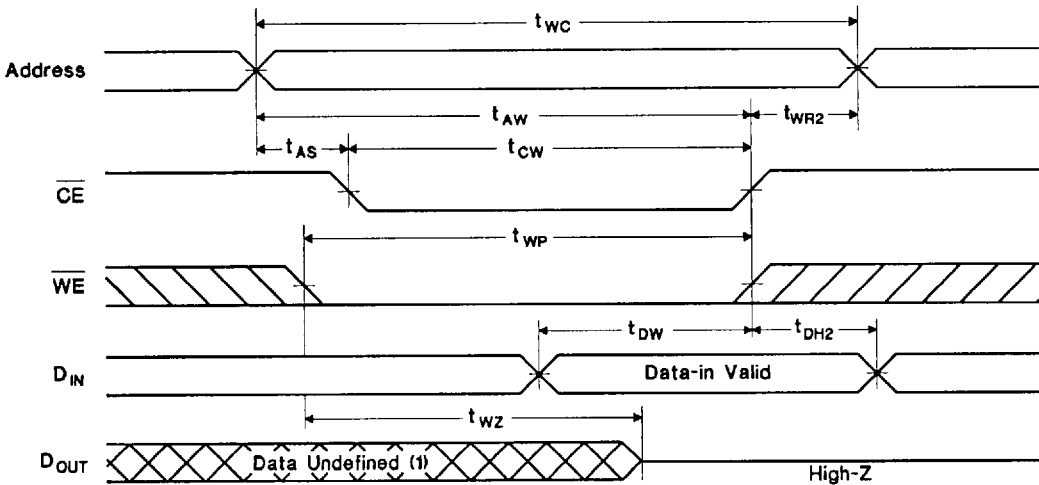 tWC
Address
tAW
tWR2
tAS
tCW
CE
tWP
WE
tDW
tDH2
DIN
Data-in Valid
tWZ
DOUT
Data Undefined (1)
High-Z